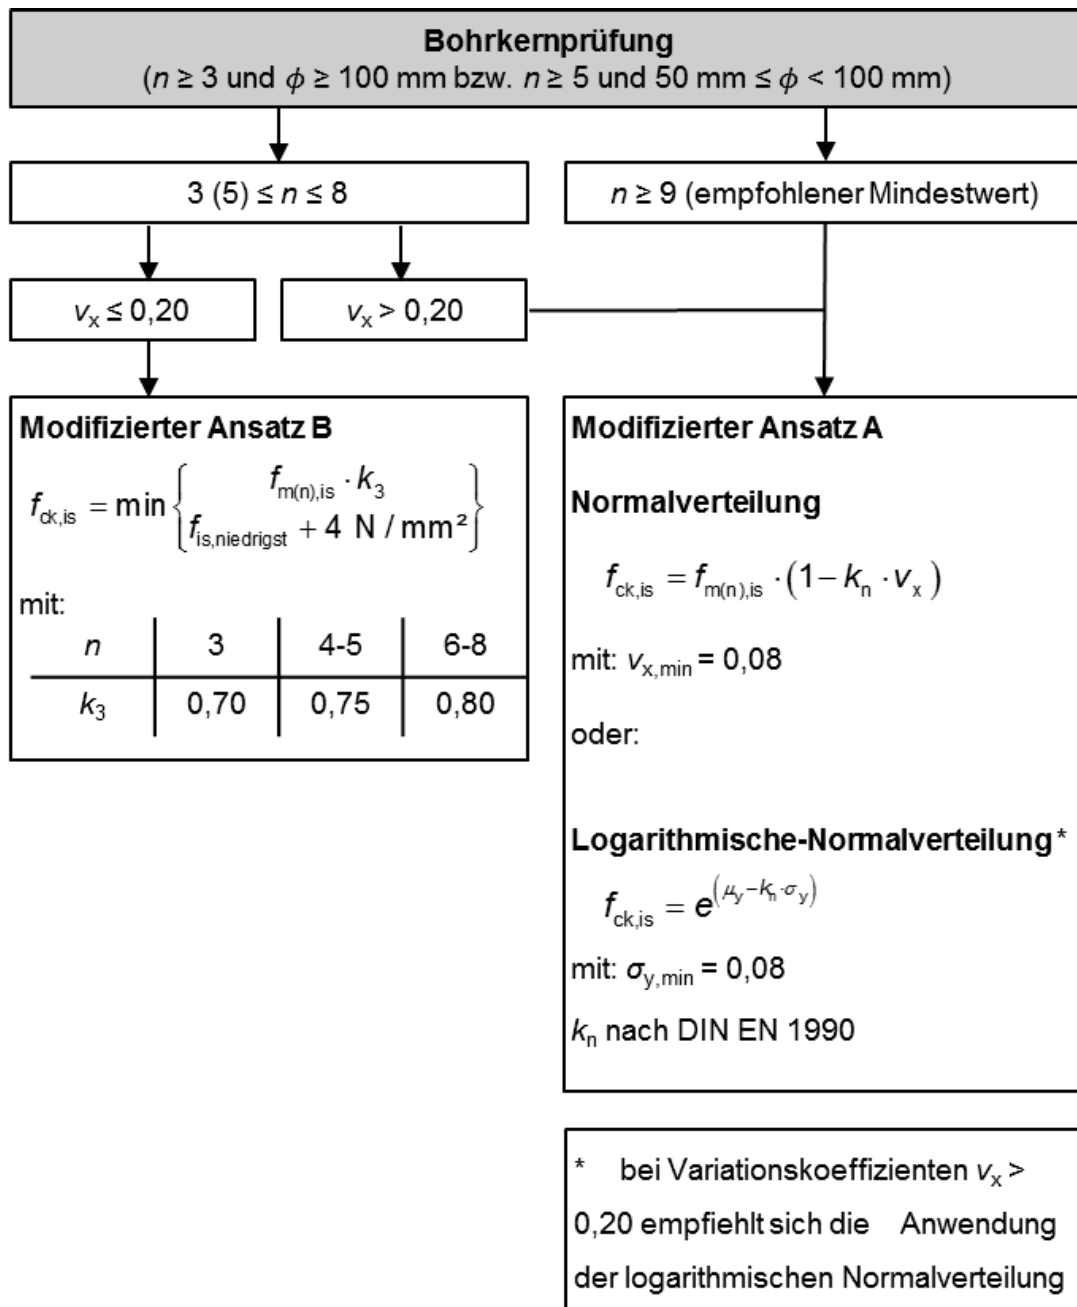 Bohrkernprüfung
(n ≥ 3 und ϕ ≥ 100 mm bzw. n ≥ 5 und 50 mm ≤ ϕ < 100 mm)
3 (5) ≤ n ≤ 8
n ≥ 9 (empfohlener Mindestwert)
vx ≤ 0,20
vx > 0,20
Modifizierter Ansatz B
fck,is = min { fm(n),is · k3
fis,niedrigst + 4 N / mm² }
mit:
n 3 4-5 6-8
k3 0,70 0,75 0,80
Modifizierter Ansatz A
Normalverteilung
fck,is = fm(n),is · (1 − kn · vx)
mit: vx,min = 0,08
oder:
Logarithmische-Normalverteilung*
fck,is = e(μy−kn·σy)
mit: σy,min = 0,08
kn nach DIN EN 1990
* bei Variationskoeffizienten vx >
0,20 empfiehlt sich die Anwendung
der logarithmischen Normalverteilung